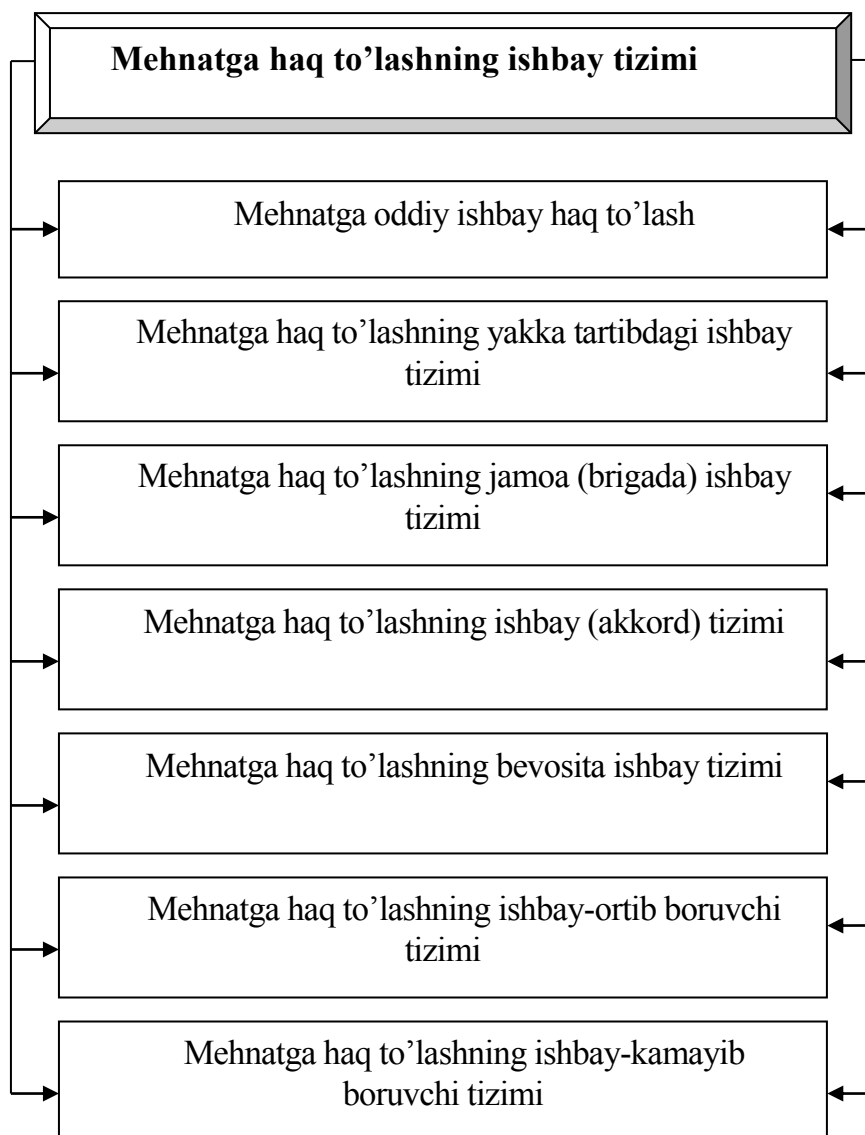 Mehnatga haq to’lashning ishbay tizimi
Mehnatga oddiy ishbay haq to’lash
Mehnatga haq to’lashning yakka tartibdagi ishbay
tizimi
Mehnatga haq to’lashning jamoa (brigada) ishbay
tizimi
Mehnatga haq to’lashning ishbay (akkord) tizimi
Mehnatga haq to’lashning bevosita ishbay tizimi
Mehnatga haq to’lashning ishbay-ortib boruvchi
tizimi
Mehnatga haq to’lashning ishbay-kamayib
boruvchi tizimi